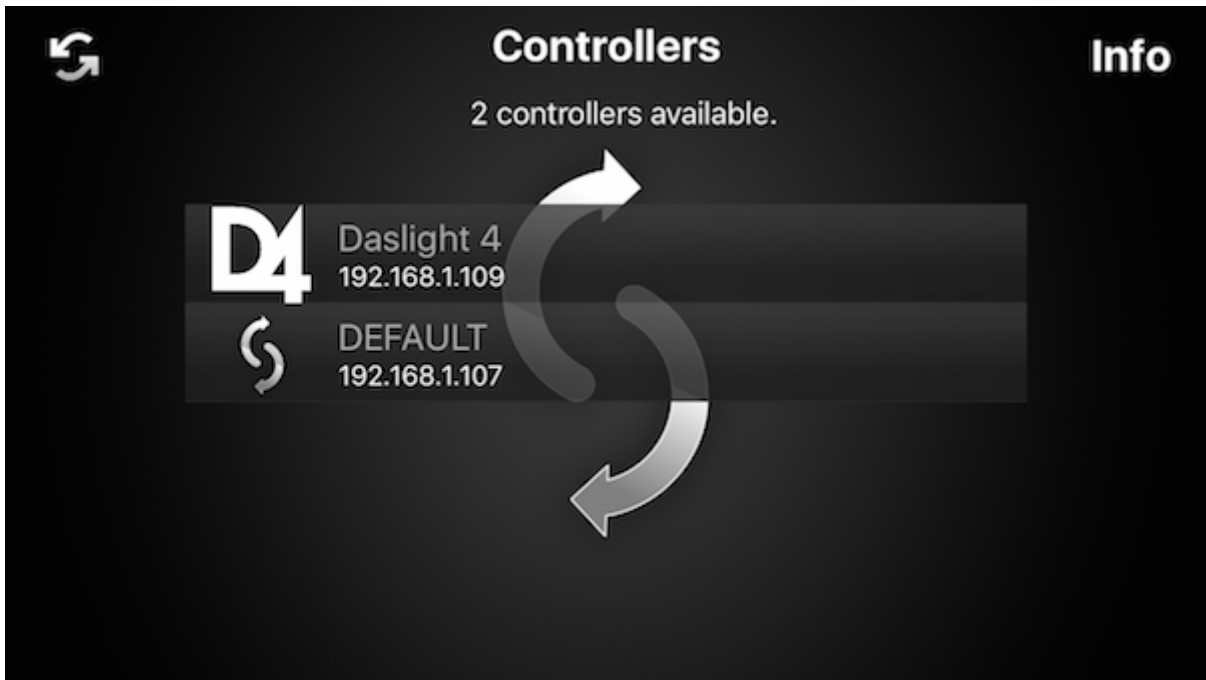 Controllers
Info
2 controllers available.
D4
Daslight 4
192.168.1.109
DEFAULT
192.168.1.107